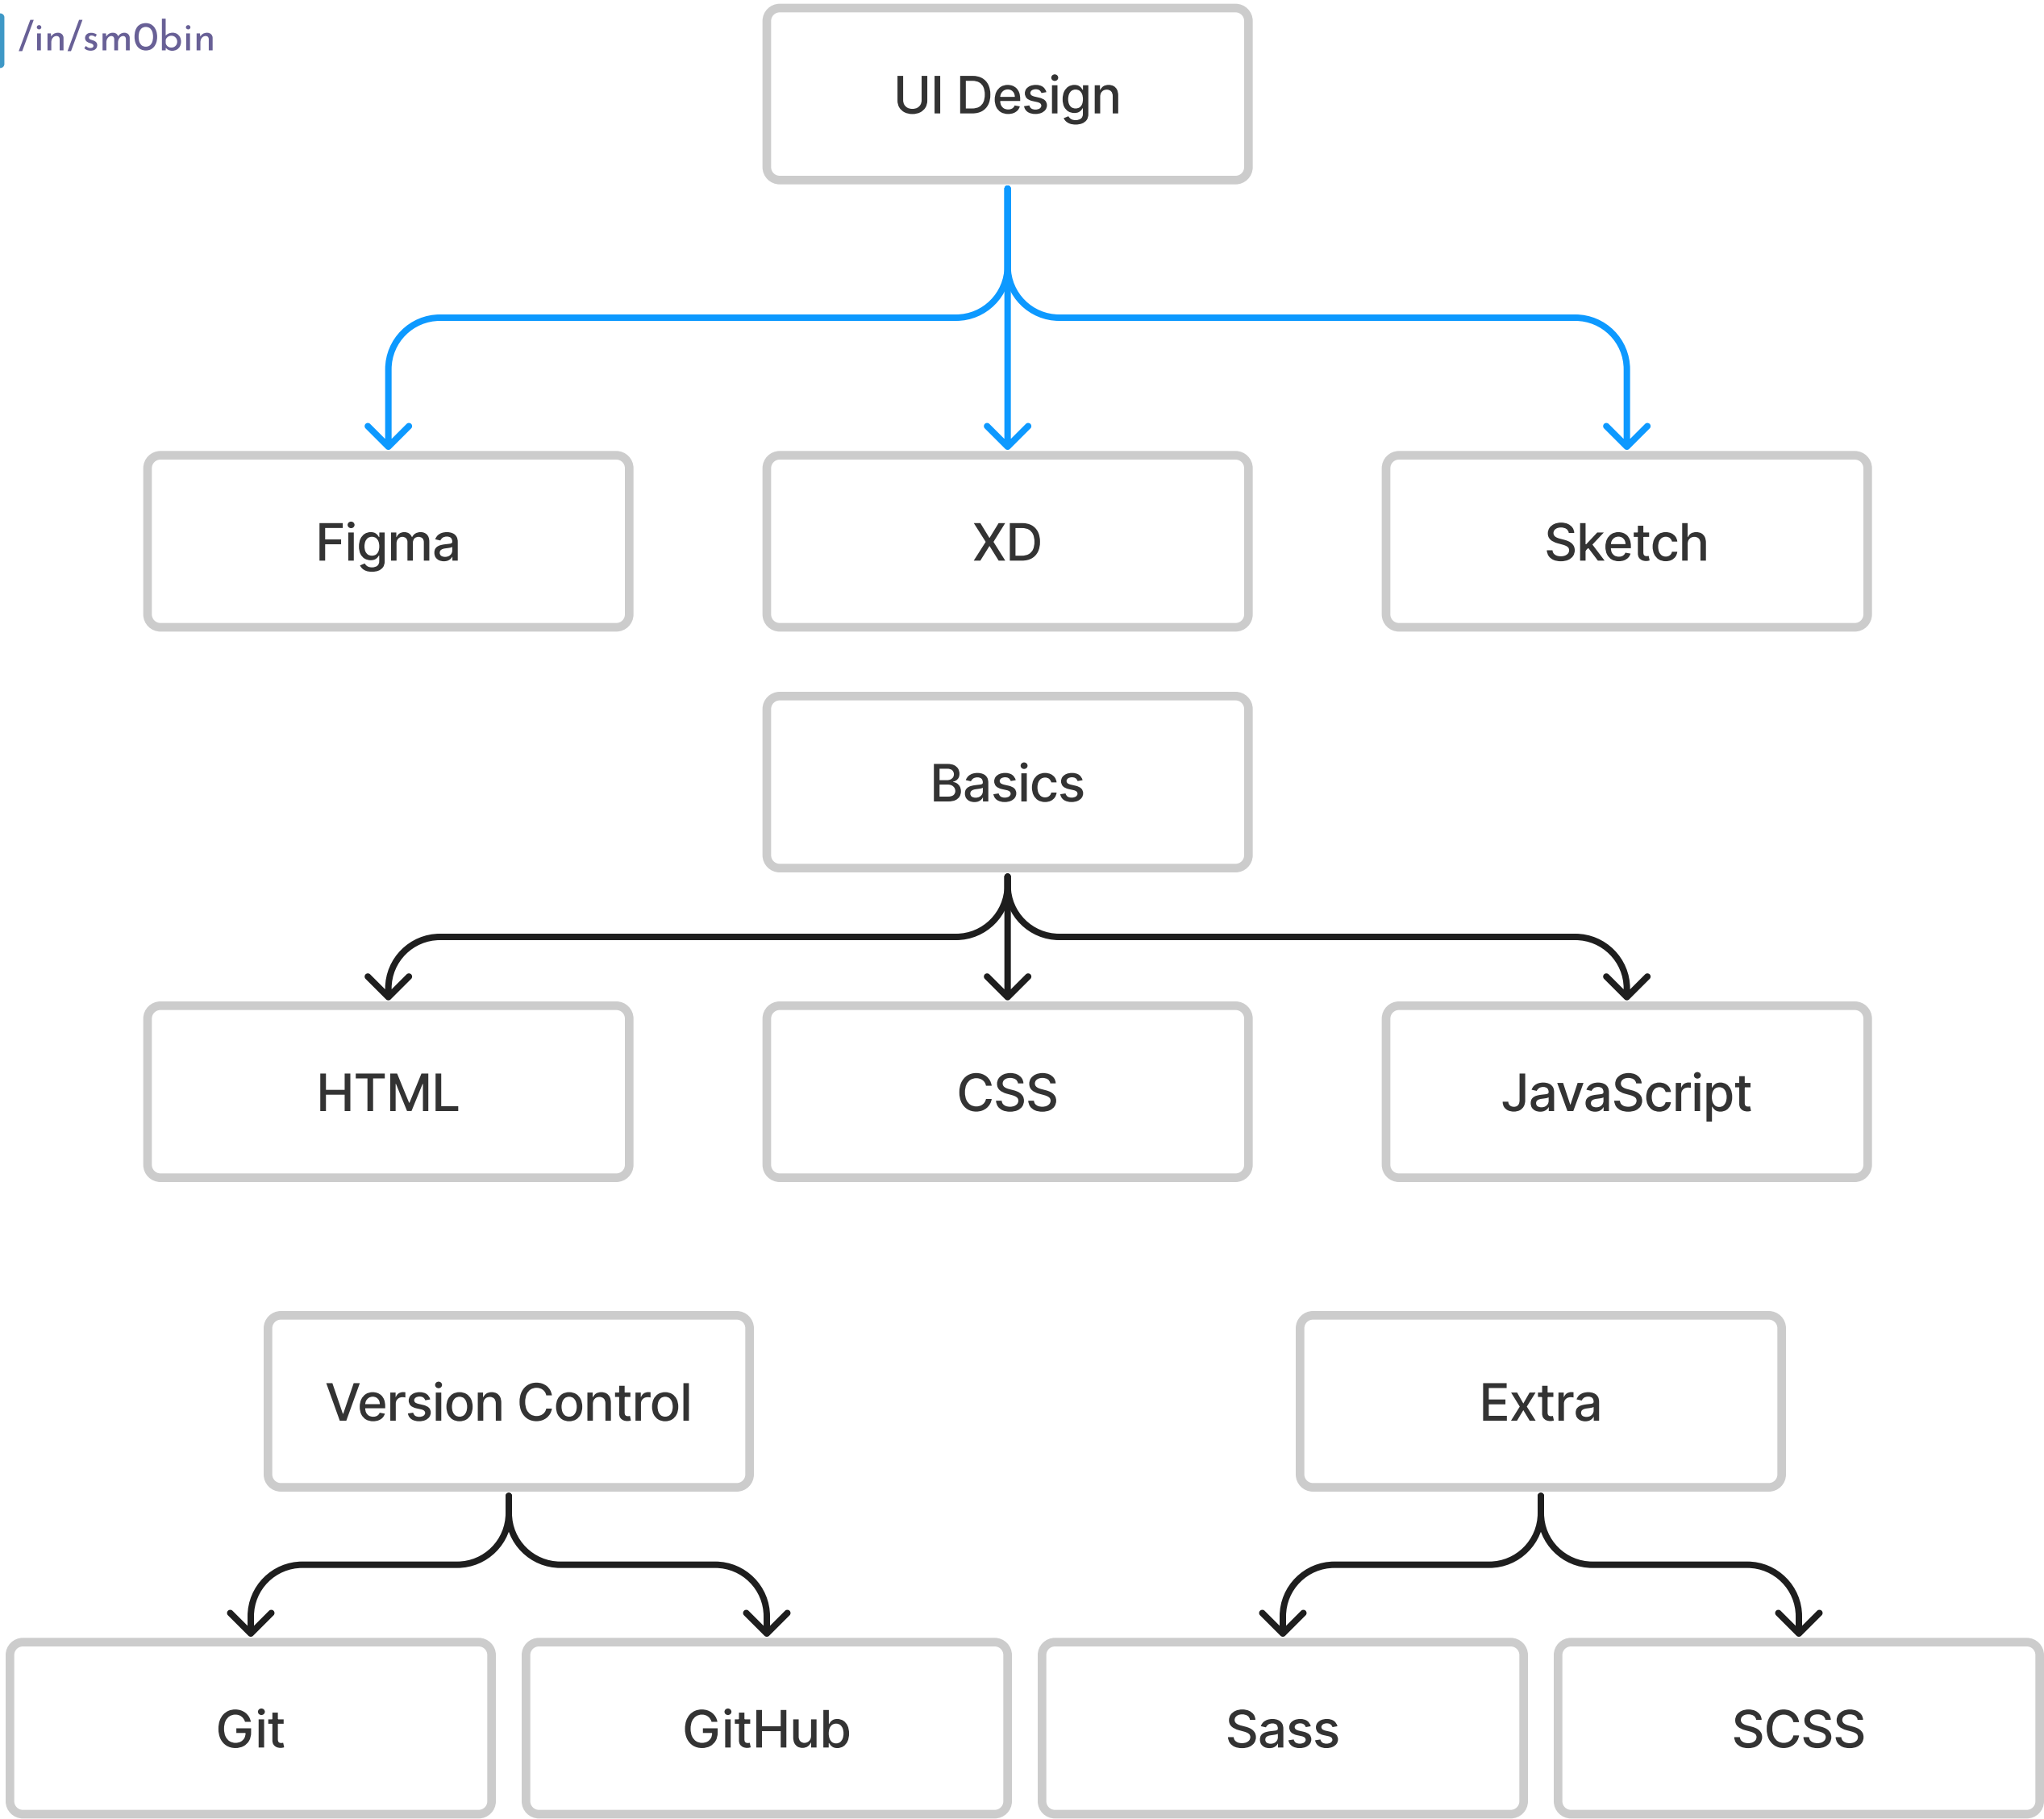 /in/sm0bin
UI Design
Figma
XD
Sketch
Basics
HTML
CSS
JavaScript
Version Control
Extra
Git
GitHub
Sass
SCSS